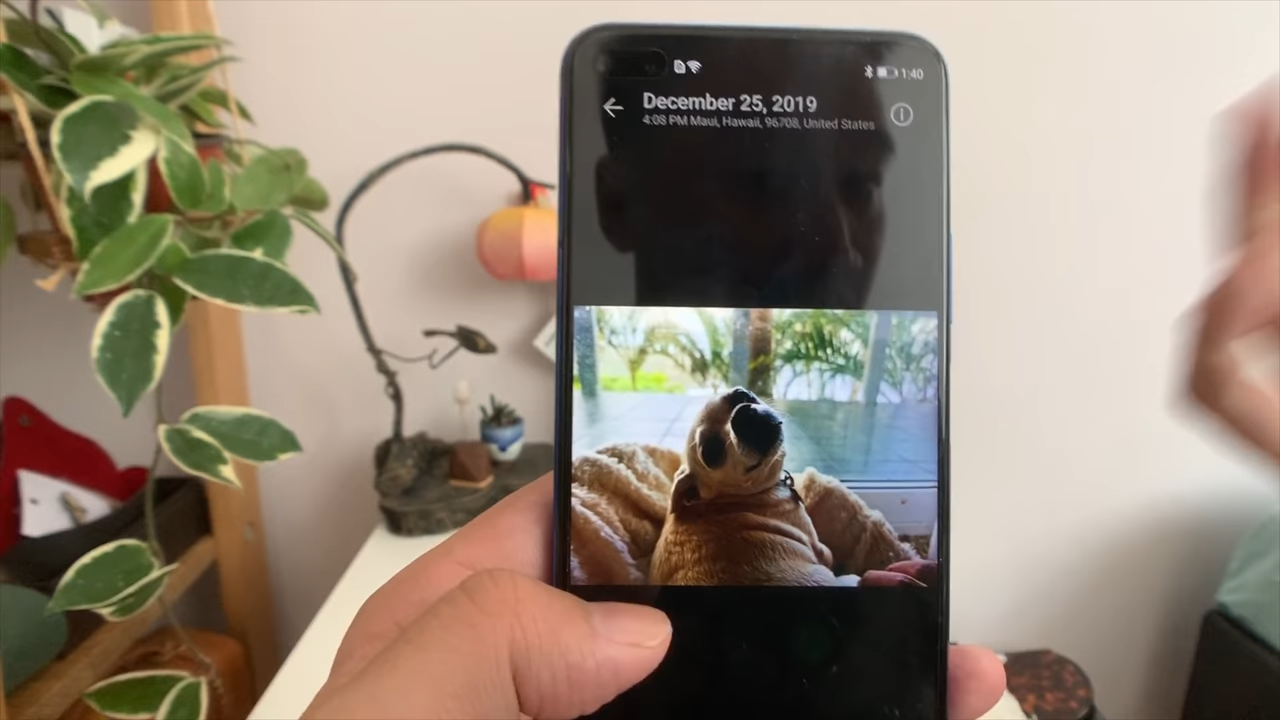 1:40
December 25, 2019
4:08 PM Maui, Hawaii, 96708, United States